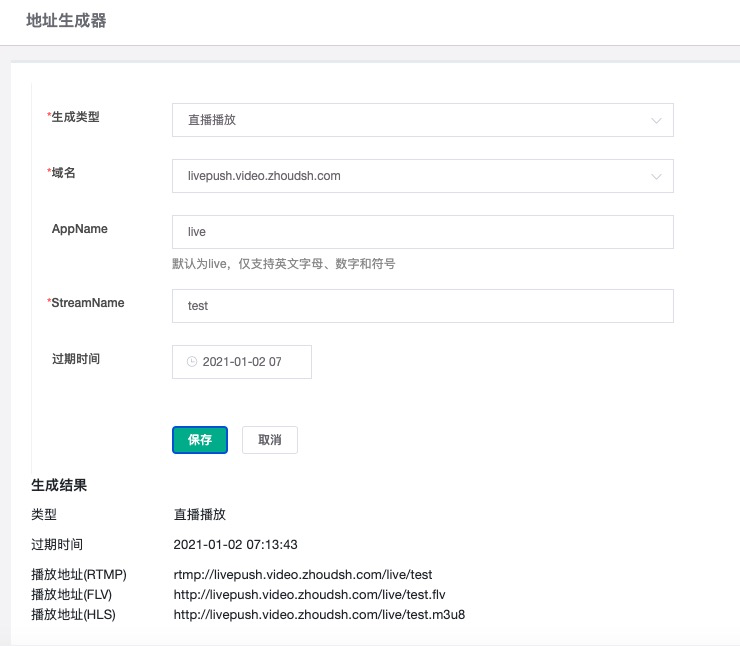 地址生成器
*生成类型
直播播放
*域名
livepush.video.zhoudsh.com
AppName
live
默认为live，仅支持英文字母、数字和符号
*StreamName
test
过期时间
2021-01-02 07
保存
取消
生成结果
类型 直播播放
过期时间 2021-01-02 07:13:43
播放地址(RTMP) rtmp://livepush.video.zhoudsh.com/live/test
播放地址(FLV) http://livepush.video.zhoudsh.com/live/test.flv
播放地址(HLS) http://livepush.video.zhoudsh.com/live/test.m3u8